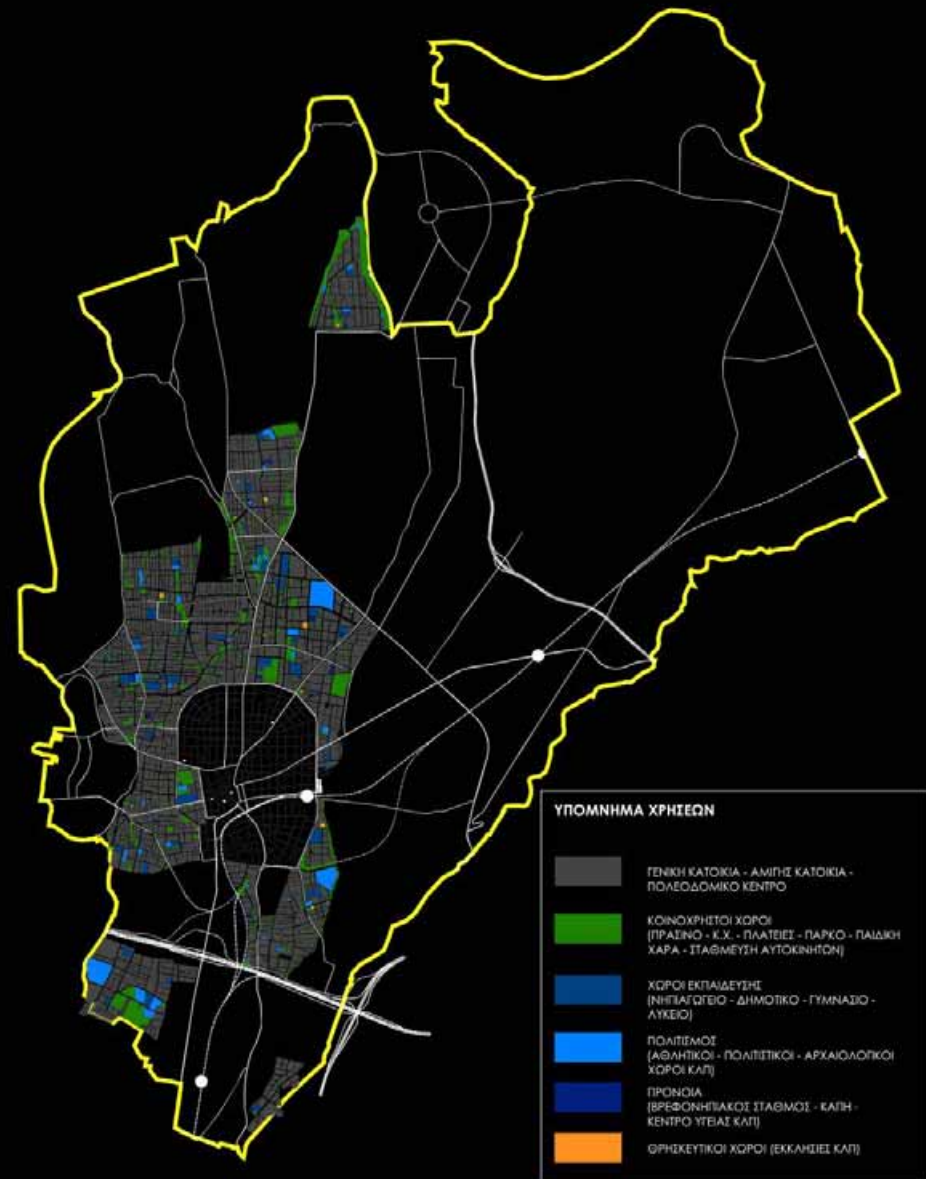 ΥΠΟΜΝΗΜΑ ΧΡΗΣΕΩΝ
ΓΕΝΙΚΗ ΚΑΤΟΙΚΙΑ - ΑΜΙΓΗΣ ΚΑΤΟΙΚΙΑ -
ΠΟΛΕΟΔΟΜΙΚΟ ΚΕΝΤΡΟ
ΚΟΙΝΟΧΡΗΣΤΟΙ ΧΩΡΟΙ
(ΠΡΑΣΙΝΟ - Κ.Χ. - ΠΛΑΤΕΙΕΣ - ΠΑΡΚΟ - ΠΑΙΔΙΚΗ
ΧΑΡΑ - ΣΤΑΘΜΕΥΣΗ ΑΥΤΟΚΙΝΗΤΩΝ)
ΧΩΡΟΙ ΕΚΠΑΙΔΕΥΣΗΣ
(ΝΗΠΙΑΓΩΓΕΙΟ - ΔΗΜΟΤΙΚΟ - ΓΥΜΝΑΣΙΟ -
ΛΥΚΕΙΟ)
ΠΟΛΙΤΙΣΜΟΣ
(ΑΘΛΗΤΙΚΟΙ - ΠΟΛΙΤΙΣΤΙΚΟΙ - ΑΡΧΑΙΟΛΟΓΙΚΟΙ
ΧΩΡΟΙ ΚΛΠ)
ΠΡΟΝΟΙΑ
(ΒΡΕΦΟΝΗΠΙΑΚΟΣ ΣΤΑΘΜΟΣ - ΚΑΠΗ -
ΚΕΝΤΡΟ ΥΓΕΙΑΣ ΚΛΠ)
ΘΡΗΣΚΕΥΤΙΚΟΙ ΧΩΡΟΙ (ΕΚΚΛΗΣΙΕΣ ΚΛΠ)